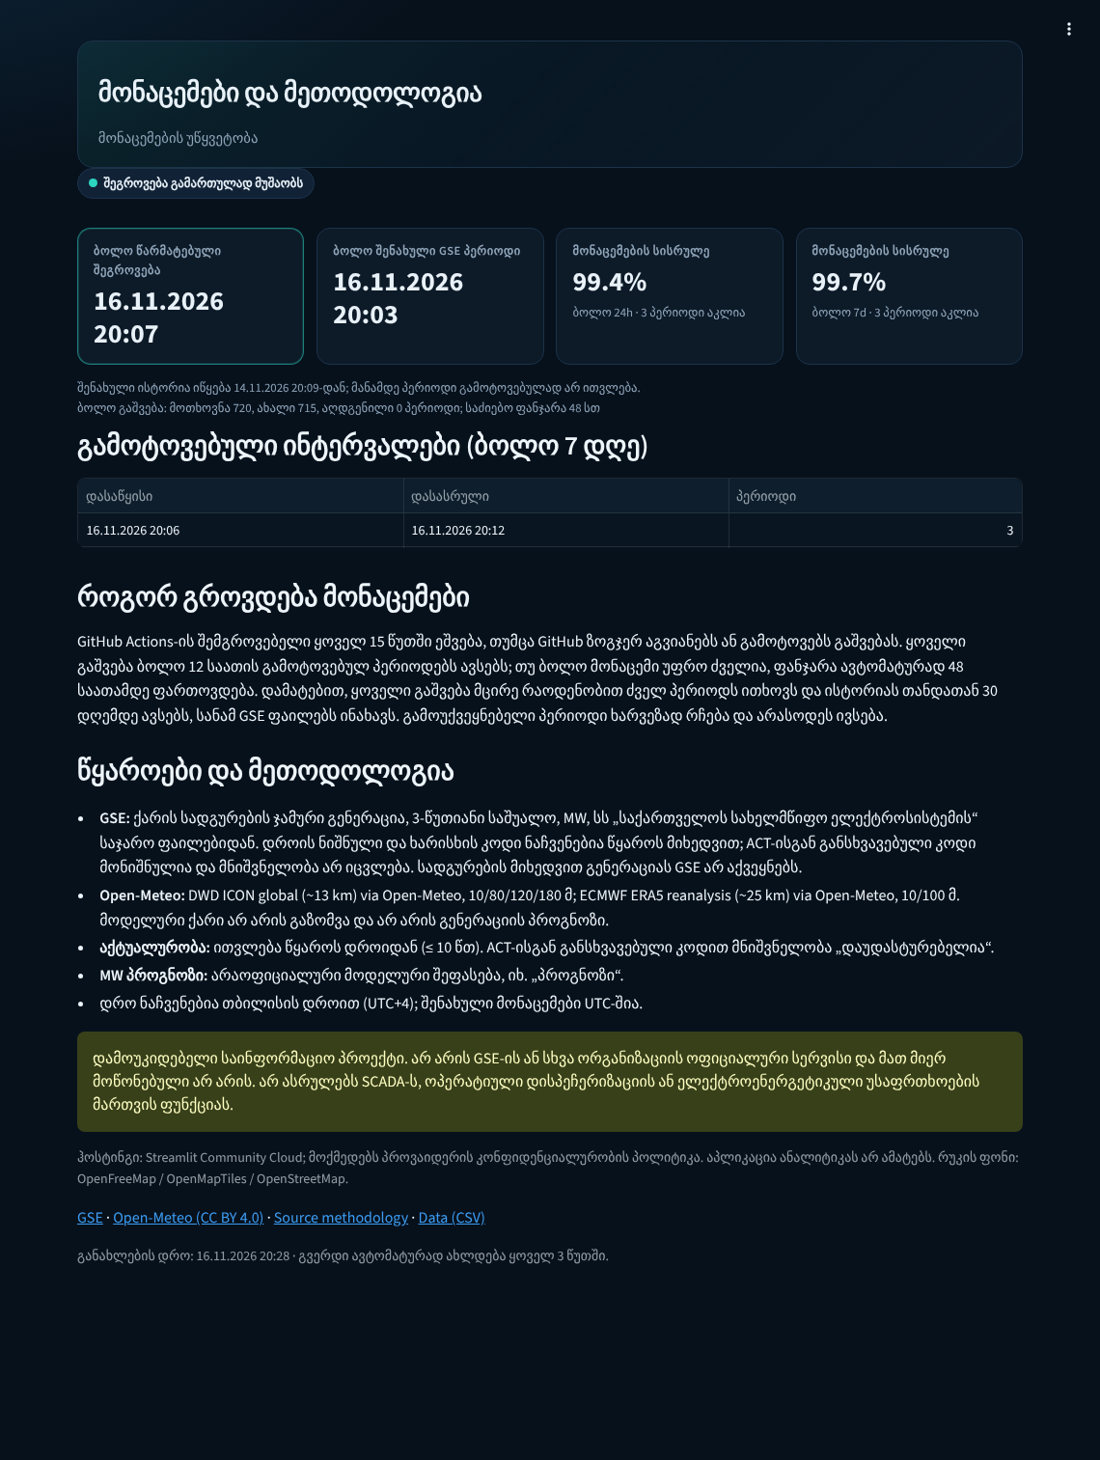 მონაცემები და მეთოდოლოგია
მონაცემების უწყვეტობა
შეგროვება გამართულად მუშაობს
ბოლო წარმატებული
შეგროვება
16.11.2026
20:07
ბოლო შენახული GSE პერიოდი
16.11.2026
20:03
მონაცემების სისრულე
99.4%
ბოლო 24h · 3 პერიოდი აკლია
მონაცემების სისრულე
99.7%
ბოლო 7d · 3 პერიოდი აკლია
შენახული ისტორია იწყება 14.11.2026 20:09-დან; მანამდე პერიოდი გამოტოვებულად არ ითვლება.
ბოლო გაშვება: მოთხოვნა 720, ახალი 715, აღდგენილი 0 პერიოდი; საძიებო ფანჯარა 48 სთ
გამოტოვებული ინტერვალები (ბოლო 7 დღე)
დასაწყისი დასასრული პერიოდი
16.11.2026 20:06 16.11.2026 20:12 3
როგორ გროვდება მონაცემები
GitHub Actions-ის შემგროვებელი ყოველ 15 წუთში ეშვება, თუმცა GitHub ზოგჯერ აგვიანებს ან გამოტოვებს გაშვებას. ყოველი
გაშვება ბოლო 12 საათის გამოტოვებულ პერიოდებს ავსებს; თუ ბოლო მონაცემი უფრო ძველია, ფანჯარა ავტომატურად 48
საათამდე ფართოვდება. დამატებით, ყოველი გაშვება მცირე რაოდენობით ძველ პერიოდს ითხოვს და ისტორიას თანდათან 30
დღემდე ავსებს, სანამ GSE ფაილებს ინახავს. გამოუქვეყნებელი პერიოდი ხარვეზად რჩება და არასოდეს ივსება.
წყაროები და მეთოდოლოგია
• GSE: ქარის სადგურების ჯამური გენერაცია, 3-წუთიანი საშუალო, MW, სს „საქართველოს სახელმწიფო ელექტროსისტემის“
საჯარო ფაილებიდან. დროის ნიშნული და ხარისხის კოდი ნაჩვენებია წყაროს მიხედვით; ACT-ისგან განსხვავებული კოდი
მონიშნულია და მნიშვნელობა არ იცვლება. სადგურების მიხედვით გენერაციას GSE არ აქვეყნებს.
• Open-Meteo: DWD ICON global (~13 km) via Open-Meteo, 10/80/120/180 მ; ECMWF ERA5 reanalysis (~25 km) via Open-Meteo, 10/100 მ.
მოდელური ქარი არ არის გაზომვა და არ არის გენერაციის პროგნოზი.
• აქტუალურობა: ითვლება წყაროს დროიდან (≤ 10 წთ). ACT-ისგან განსხვავებული კოდით მნიშვნელობა „დაუდასტურებელია“.
• MW პროგნოზი: არაოფიციალური მოდელური შეფასება, იხ. „პროგნოზი“.
• დრო ნაჩვენებია თბილისის დროით (UTC+4); შენახული მონაცემები UTC-შია.
დამოუკიდებელი საინფორმაციო პროექტი. არ არის GSE-ის ან სხვა ორგანიზაციის ოფიციალური სერვისი და მათ მიერ
მოწონებული არ არის. არ ასრულებს SCADA-ს, ოპერატიული დისპეჩერიზაციის ან ელექტროენერგეტიკული უსაფრთხოების
მართვის ფუნქციას.
ჰოსტინგი: Streamlit Community Cloud; მოქმედებს პროვაიდერის კონფიდენციალურობის პოლიტიკა. აპლიკაცია ანალიტიკას არ ამატებს. რუკის ფონი:
OpenFreeMap / OpenMapTiles / OpenStreetMap.
GSE · Open-Meteo (CC BY 4.0) · Source methodology · Data (CSV)
განახლების დრო: 16.11.2026 20:28 · გვერდი ავტომატურად ახლდება ყოველ 3 წუთში.